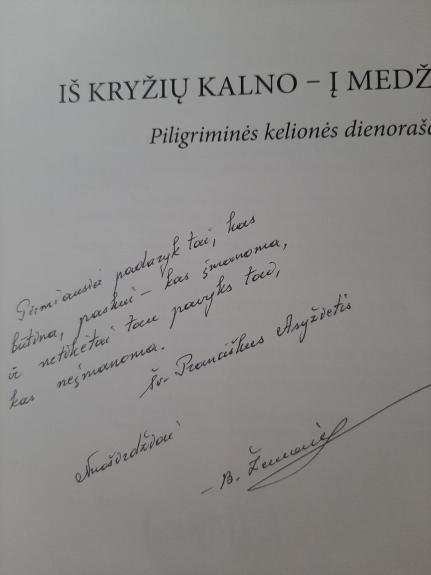 IŠ KRYŽIŲ KALNO – Į MEDŽ
Piligriminės kelionės dienorašč
Pirmiausia padaryk tai, kas
būtina, paskui – kas įmanoma,
ir netikėtai tau pavyks tai,
kas neįmanoma.
Šv. Pranciškus Asyžietis
Nuoširdžiai
– B.